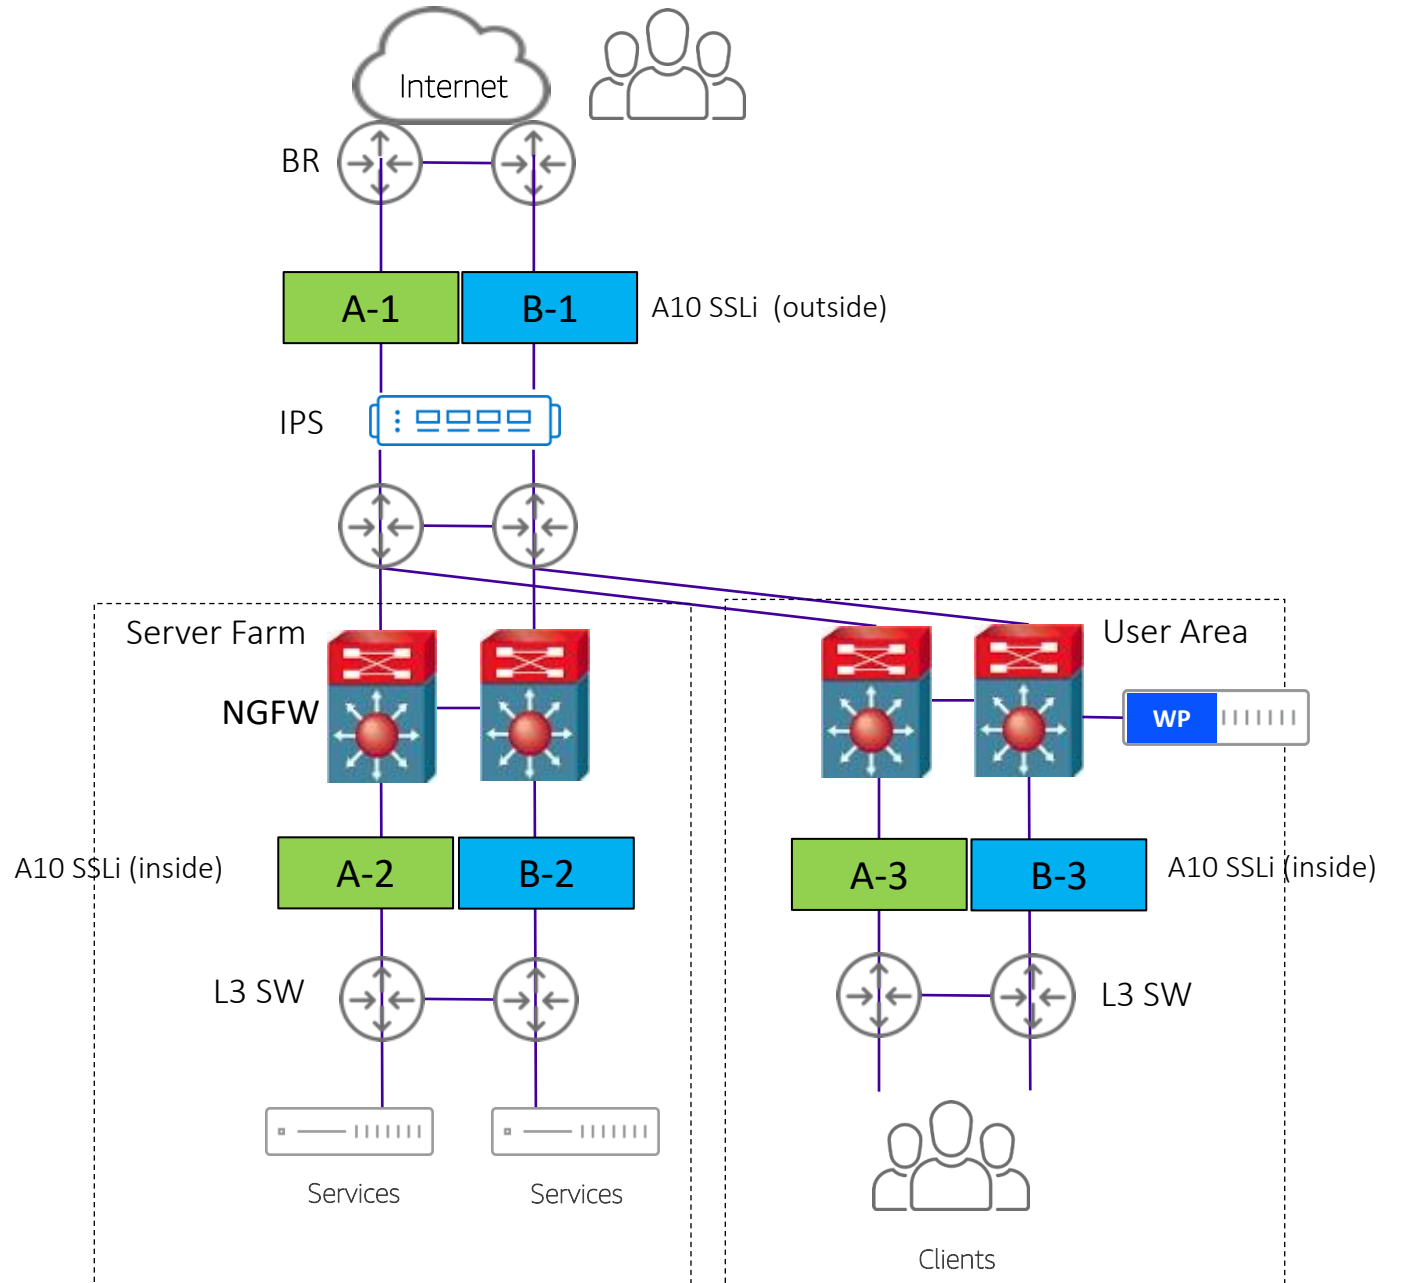 Internet
BR
A-1
B-1
A10 SSLi  (outside)
IPS
Server Farm
User Area
NGFW
WP
A10 SSLi (inside)
A-2
B-2
A-3
B-3
A10 SSLi (inside)
L3 SW
L3 SW
Services
Services
Clients